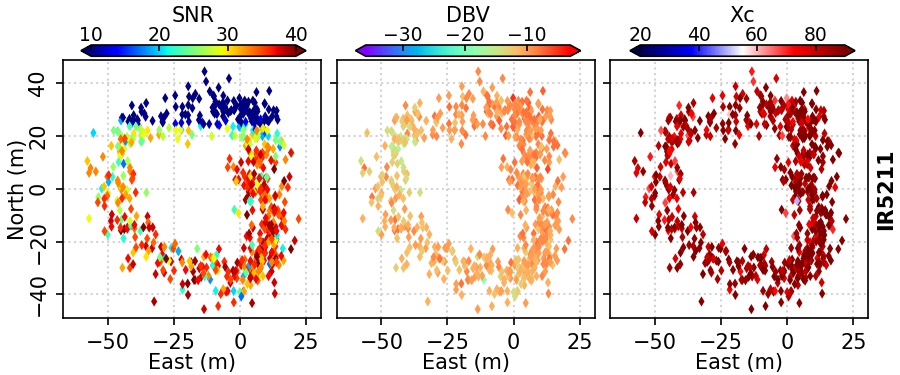 SNR DBV Xc
10 20 30 40 −30 −20 −10 20 40 60 80
40
20
0
−20
−40
North (m)
−50 −25 0 25 −50 −25 0 25 −50 −25 0 25
East (m) East (m) East (m)
IR5211